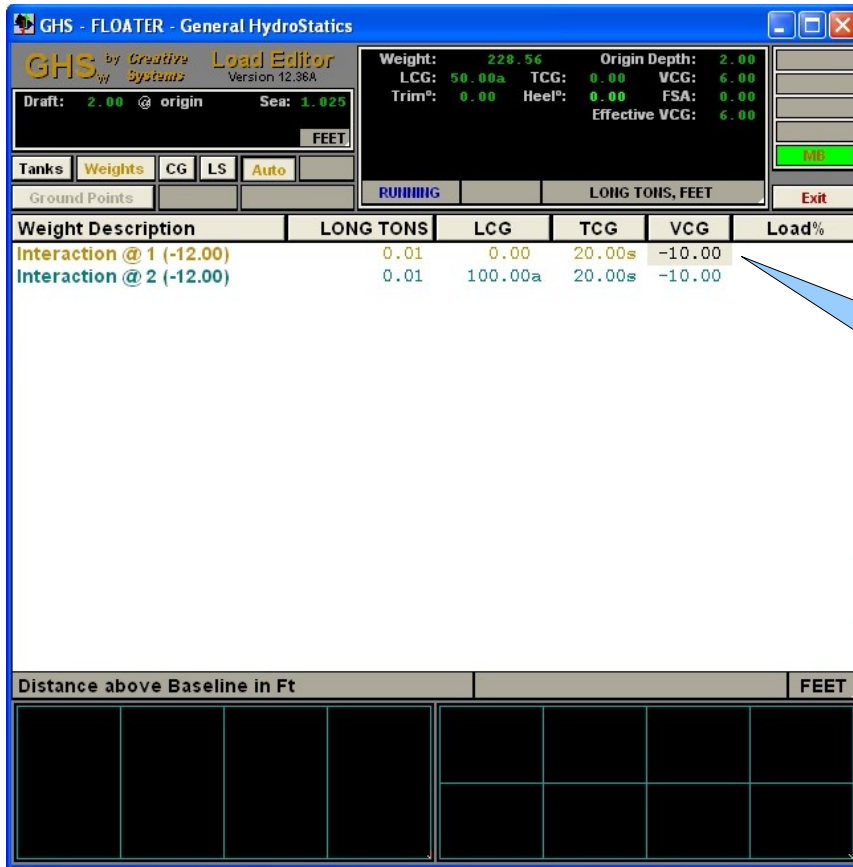 GHS - FLOATER - General HydroStatics
GHS by Creative Systems Load Editor
Version 12.36A
Draft: 2.00 @ origin Sea: 1.025
FEET
Weight: 228.56 Origin Depth: 2.00
LCG: 50.00a TCG: 0.00 VCG: 6.00
Trim°: 0.00 Heel°: 0.00 FSA: 0.00
Effective VCG: 6.00
MB
Tanks Weights CG LS Auto
Ground Points
RUNNING LONG TONS, FEET Exit
Weight Description LONG TONS LCG TCG VCG Load%
Interaction @ 1 (-12.00) 0.01 0.00 20.00s -10.00
Interaction @ 2 (-12.00) 0.01 100.00a 20.00s -10.00
Distance above Baseline in Ft FEET